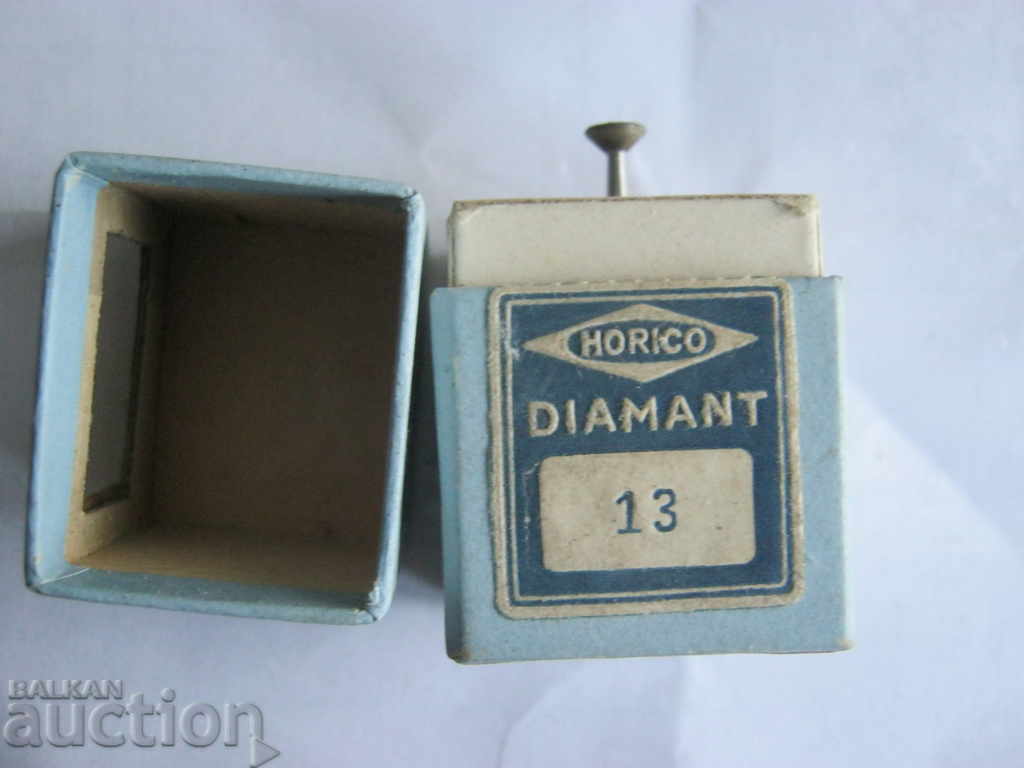 HORICO
DIAMANT
13
BALKAN
auction